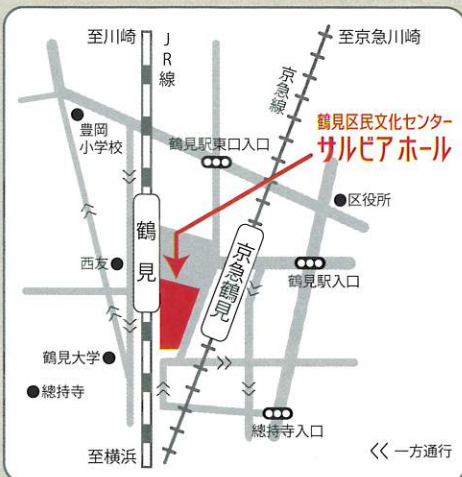 至川崎
JR線
至京急川崎
京急線
鶴見区民文化センター
サルビアホール
豊岡
小学校
鶴見駅東口入口
区役所
鶴見
西友
京急鶴見
鶴見駅入口
鶴見大学
總持寺
總持寺入口
至横浜
一方通行